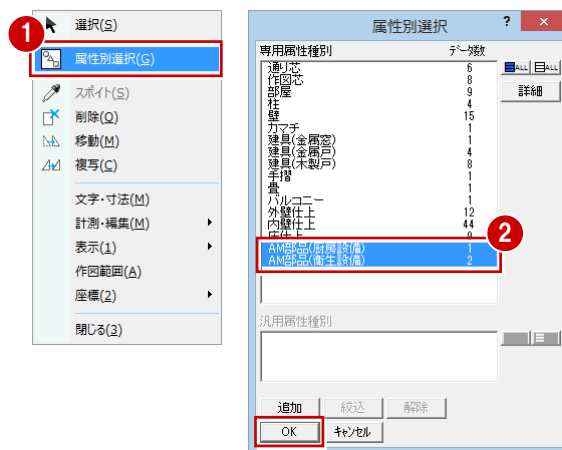 1
選択(S)
属性別選択(G)
スポイト(S)
削除(Q)
移動(M)
複写(C)
文字・寸法(M)
計測・編集(M)
表示(1)
作図範囲(A)
座標(2)
閉じる(3)
属性別選択 ? ×
専用属性種別 データ数
通り芯 6
作図芯 8
部屋 9
柱 4
壁 15
カマチ 1
建具(金属窓) 1
建具(金属戸) 4
建具(木製戸) 8
手摺 1
畳 1
バルコニー 1
外壁仕上 12
内壁仕上 44
床仕上 9
AM部品(厨房設備) 1
AM部品(衛生設備) 2
2
ALL ALL
詳細
汎用属性種別
追加 絞込 解除
OK キャンセル